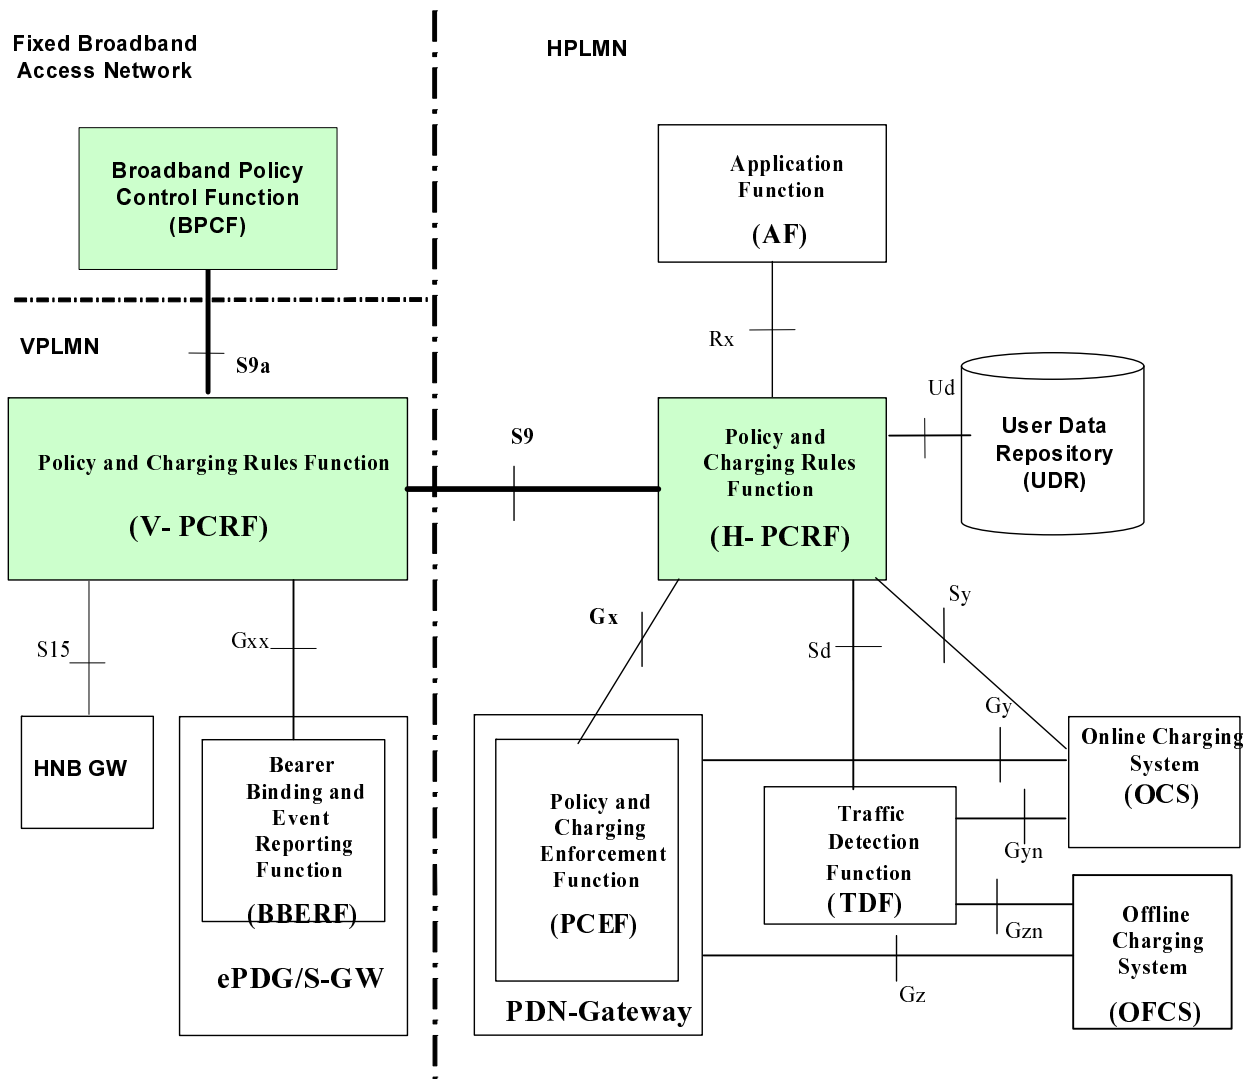 Fixed Broadband
Access Network
HPLMN
Broadband Policy
Control Function
(BPCF)
Application
Function
(AF)
VPLMN
S9a
Rx
Ud
User Data
Repository
(UDR)
Policy and Charging Rules Function
(V- PCRF)
S9
Policy and
Charging Rules
Function
(H- PCRF)
S15
Gxx
Gx
Sd
Sy
Gy
HNB GW
Bearer
Binding and
Event
Reporting
Function
(BBERF)
ePDG/S-GW
Policy and
Charging
Enforcement
Function
(PCEF)
PDN-Gateway
Traffic
Detection
Function
(TDF)
Online Charging
System
(OCS)
Gyn
Gzn
Gz
Offline
Charging
System
(OFCS)